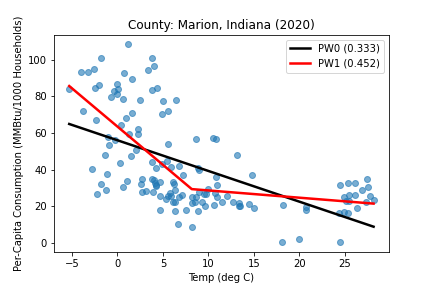 County: Marion, Indiana (2020)
PW0 (0.333)
PW1 (0.452)
Per-Capita Consumption (MMBtu/1000 Households)
100
80
60
40
20
0
−5 0 5 10 15 20 25
Temp (deg C)